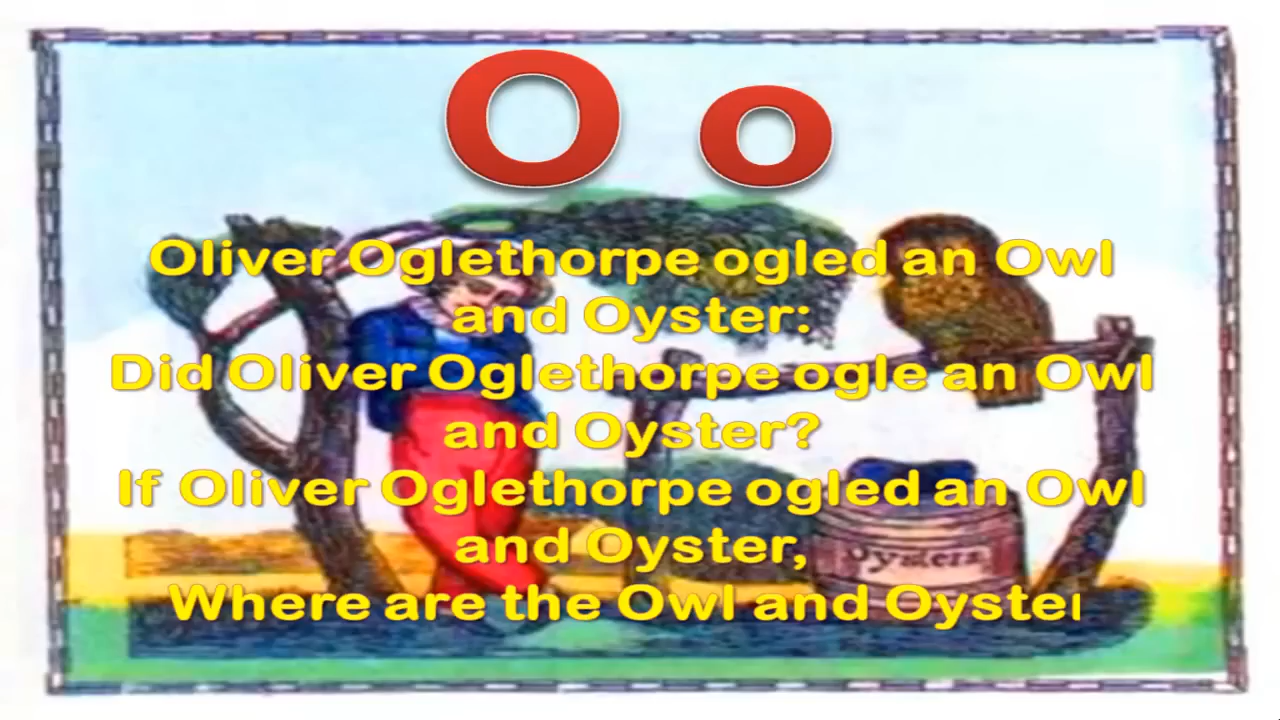 O o
Oliver Oglethorpe ogled an Owl
and Oyster:
Did Oliver Oglethorpe ogle an Owl
and Oyster?
If Oliver Oglethorpe ogled an Owl
and Oyster,
Oysters
Where are the Owl and